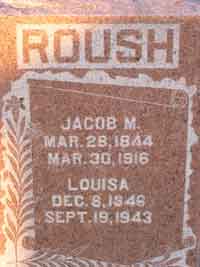 ROUSH
JACOB M.
MAR. 28, 1844
MAR. 30, 1916
LOUISA
DEC. 8, 1846
SEPT. 19, 1943